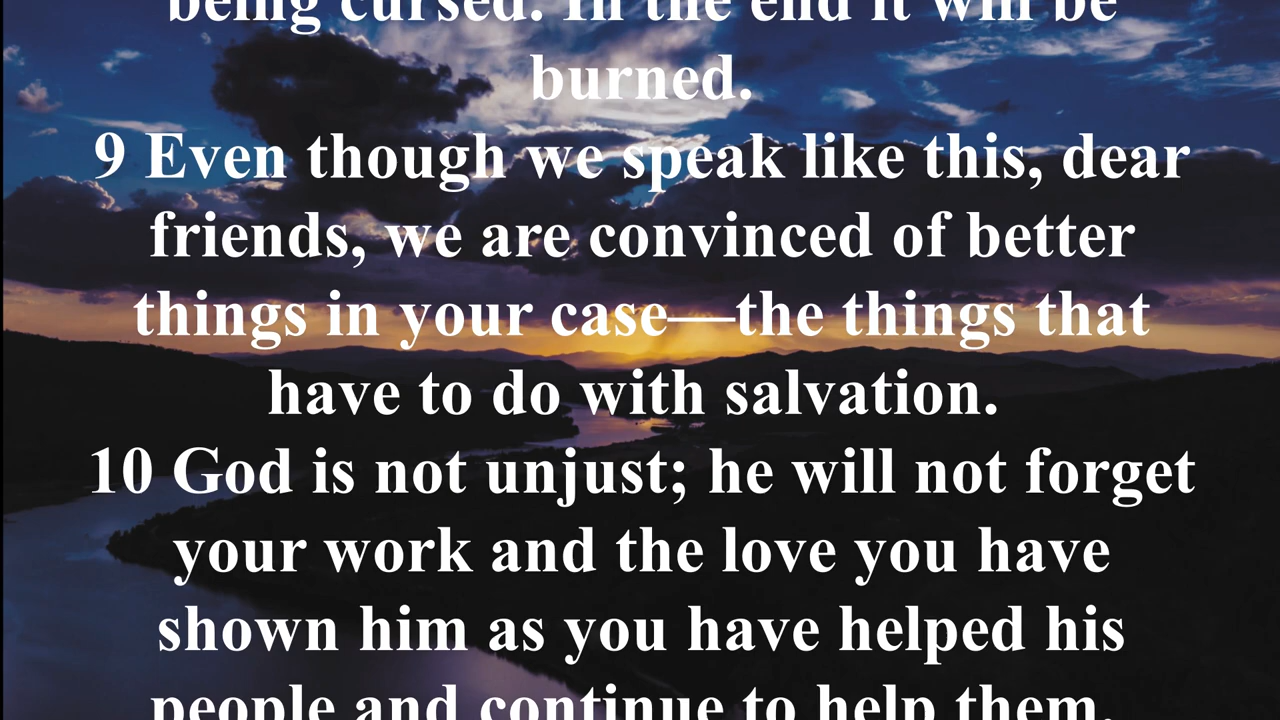 being cursed. In the end it will be
burned.
9 Even though we speak like this, dear
friends, we are convinced of better
things in your case—the things that
have to do with salvation.
10 God is not unjust; he will not forget
your work and the love you have
shown him as you have helped his
people and continue to help them.